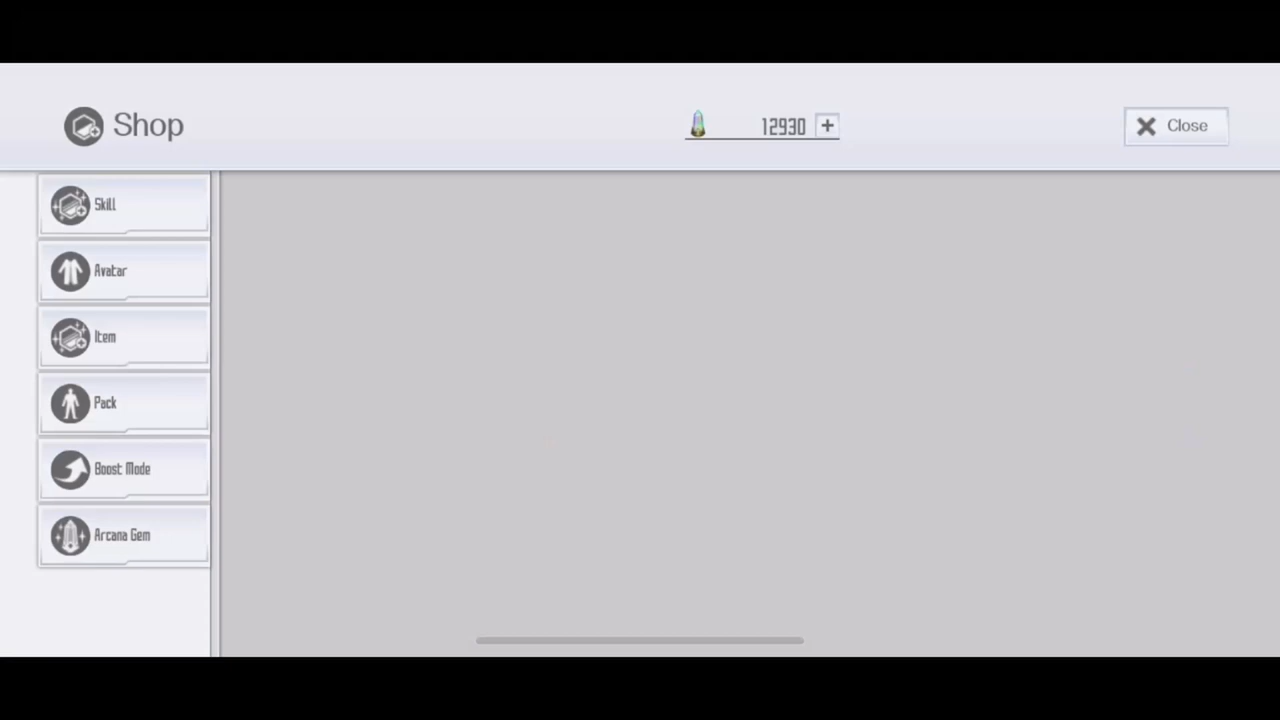 Shop
12930
+
Close
Skill
Avatar
Item
Pack
Boost Mode
Arcana Gem